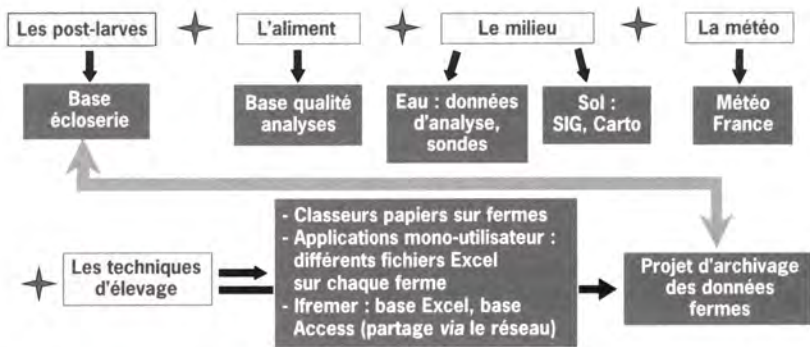 Les post-larves
L'aliment
Le milieu
La météo
Base
écloserie
Base qualité
analyses
Eau : données
d'analyse,
sondes
Sol :
SIG, Carto
Météo
France
Les techniques
d'élevage
- Classeurs papiers sur fermes
- Applications mono-utilisateur :
différents fichiers Excel
sur chaque ferme
- Ifremer : base Excel, base
Access (partage via le réseau)
Projet d'archivage
des données
fermes